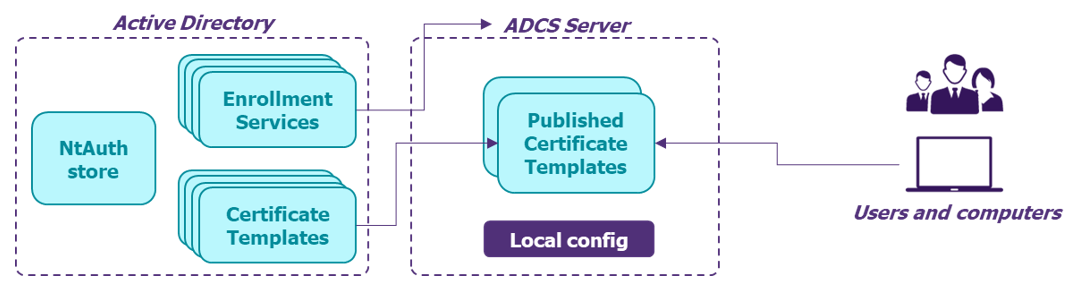 Active Directory
ADCS Server
Enrollment
Services
NtAuth
store
Certificate
Templates
Published
Certificate
Templates
Local config
Users and computers